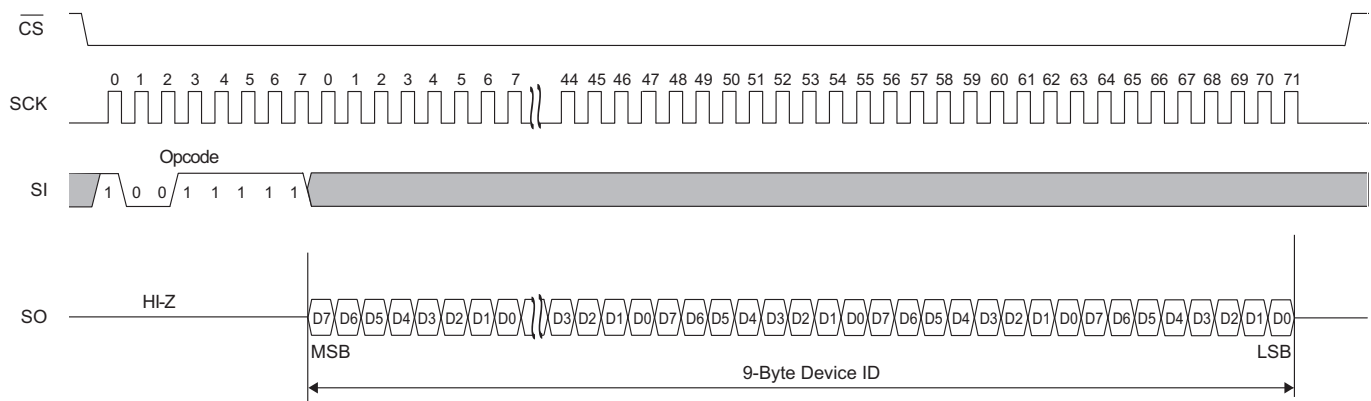 CS
0 1 2 3 4 5 6 7 0 1 2 3 4 5 6 7 44 45 46 47 48 49 50 51 52 53 54 55 56 57 58 59 60 61 62 63 64 65 66 67 68 69 70 71
SCK
Opcode
SI 1 0 0 1 1 1 1 1
HI-Z
SO D7 D6 D5 D4 D3 D2 D1 D0 D3 D2 D1 D0 D7 D6 D5 D4 D3 D2 D1 D0 D7 D6 D5 D4 D3 D2 D1 D0 D7 D6 D5 D4 D3 D2 D1 D0
MSB LSB
9-Byte Device ID